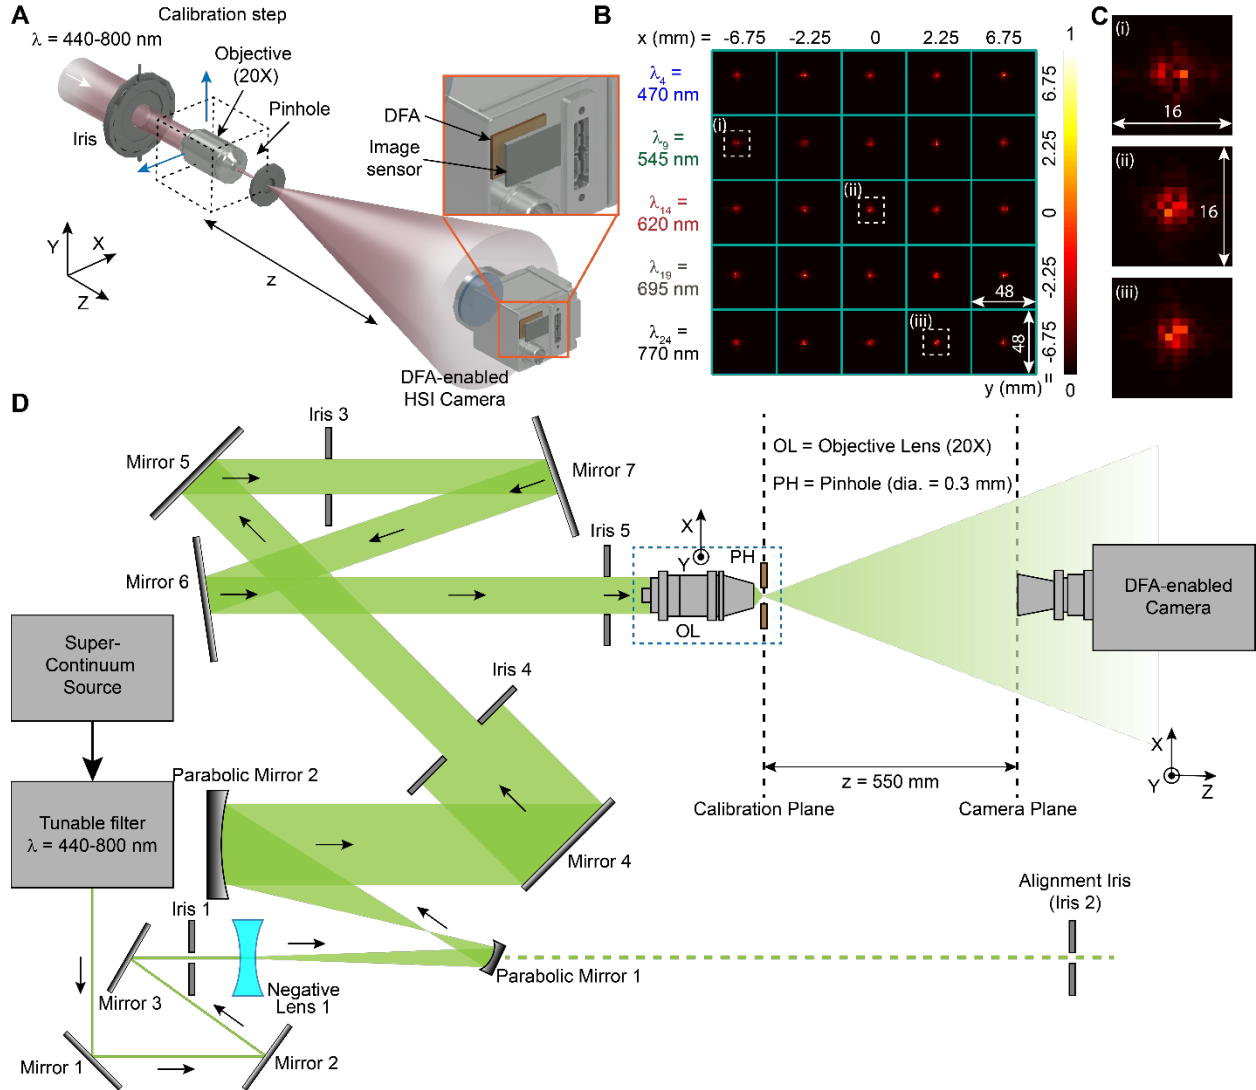 A
Calibration step
λ = 440-800 nm
Objective
(20X)
Pinhole
Iris
DFA
Image
sensor
Y
X
Z
z
DFA-enabled
HSI Camera
B
x (mm) =
-6.75
-2.25
0
2.25
6.75
λ4 =
470 nm
λ9 =
545 nm
λ14 =
620 nm
λ19 =
695 nm
λ24 =
770 nm
(i)
(ii)
(iii)
48
48
6.75
2.25
0
-2.25
-6.75
y (mm) =
1
0
C
(i)
16
(ii)
16
(iii)
D
Iris 3
Mirror 5
Mirror 7
Iris 5
Mirror 6
X
Y
PH
OL
OL = Objective Lens (20X)
PH = Pinhole (dia. = 0.3 mm)
DFA-enabled
Camera
Super-
Continuum
Source
Iris 4
Parabolic Mirror 2
Tunable filter
λ = 440-800 nm
Mirror 4
z = 550 mm
Calibration Plane
Camera Plane
X
Y
Z
Iris 1
Alignment Iris
(Iris 2)
Parabolic Mirror 1
Mirror 3
Negative
Lens 1
Mirror 1
Mirror 2